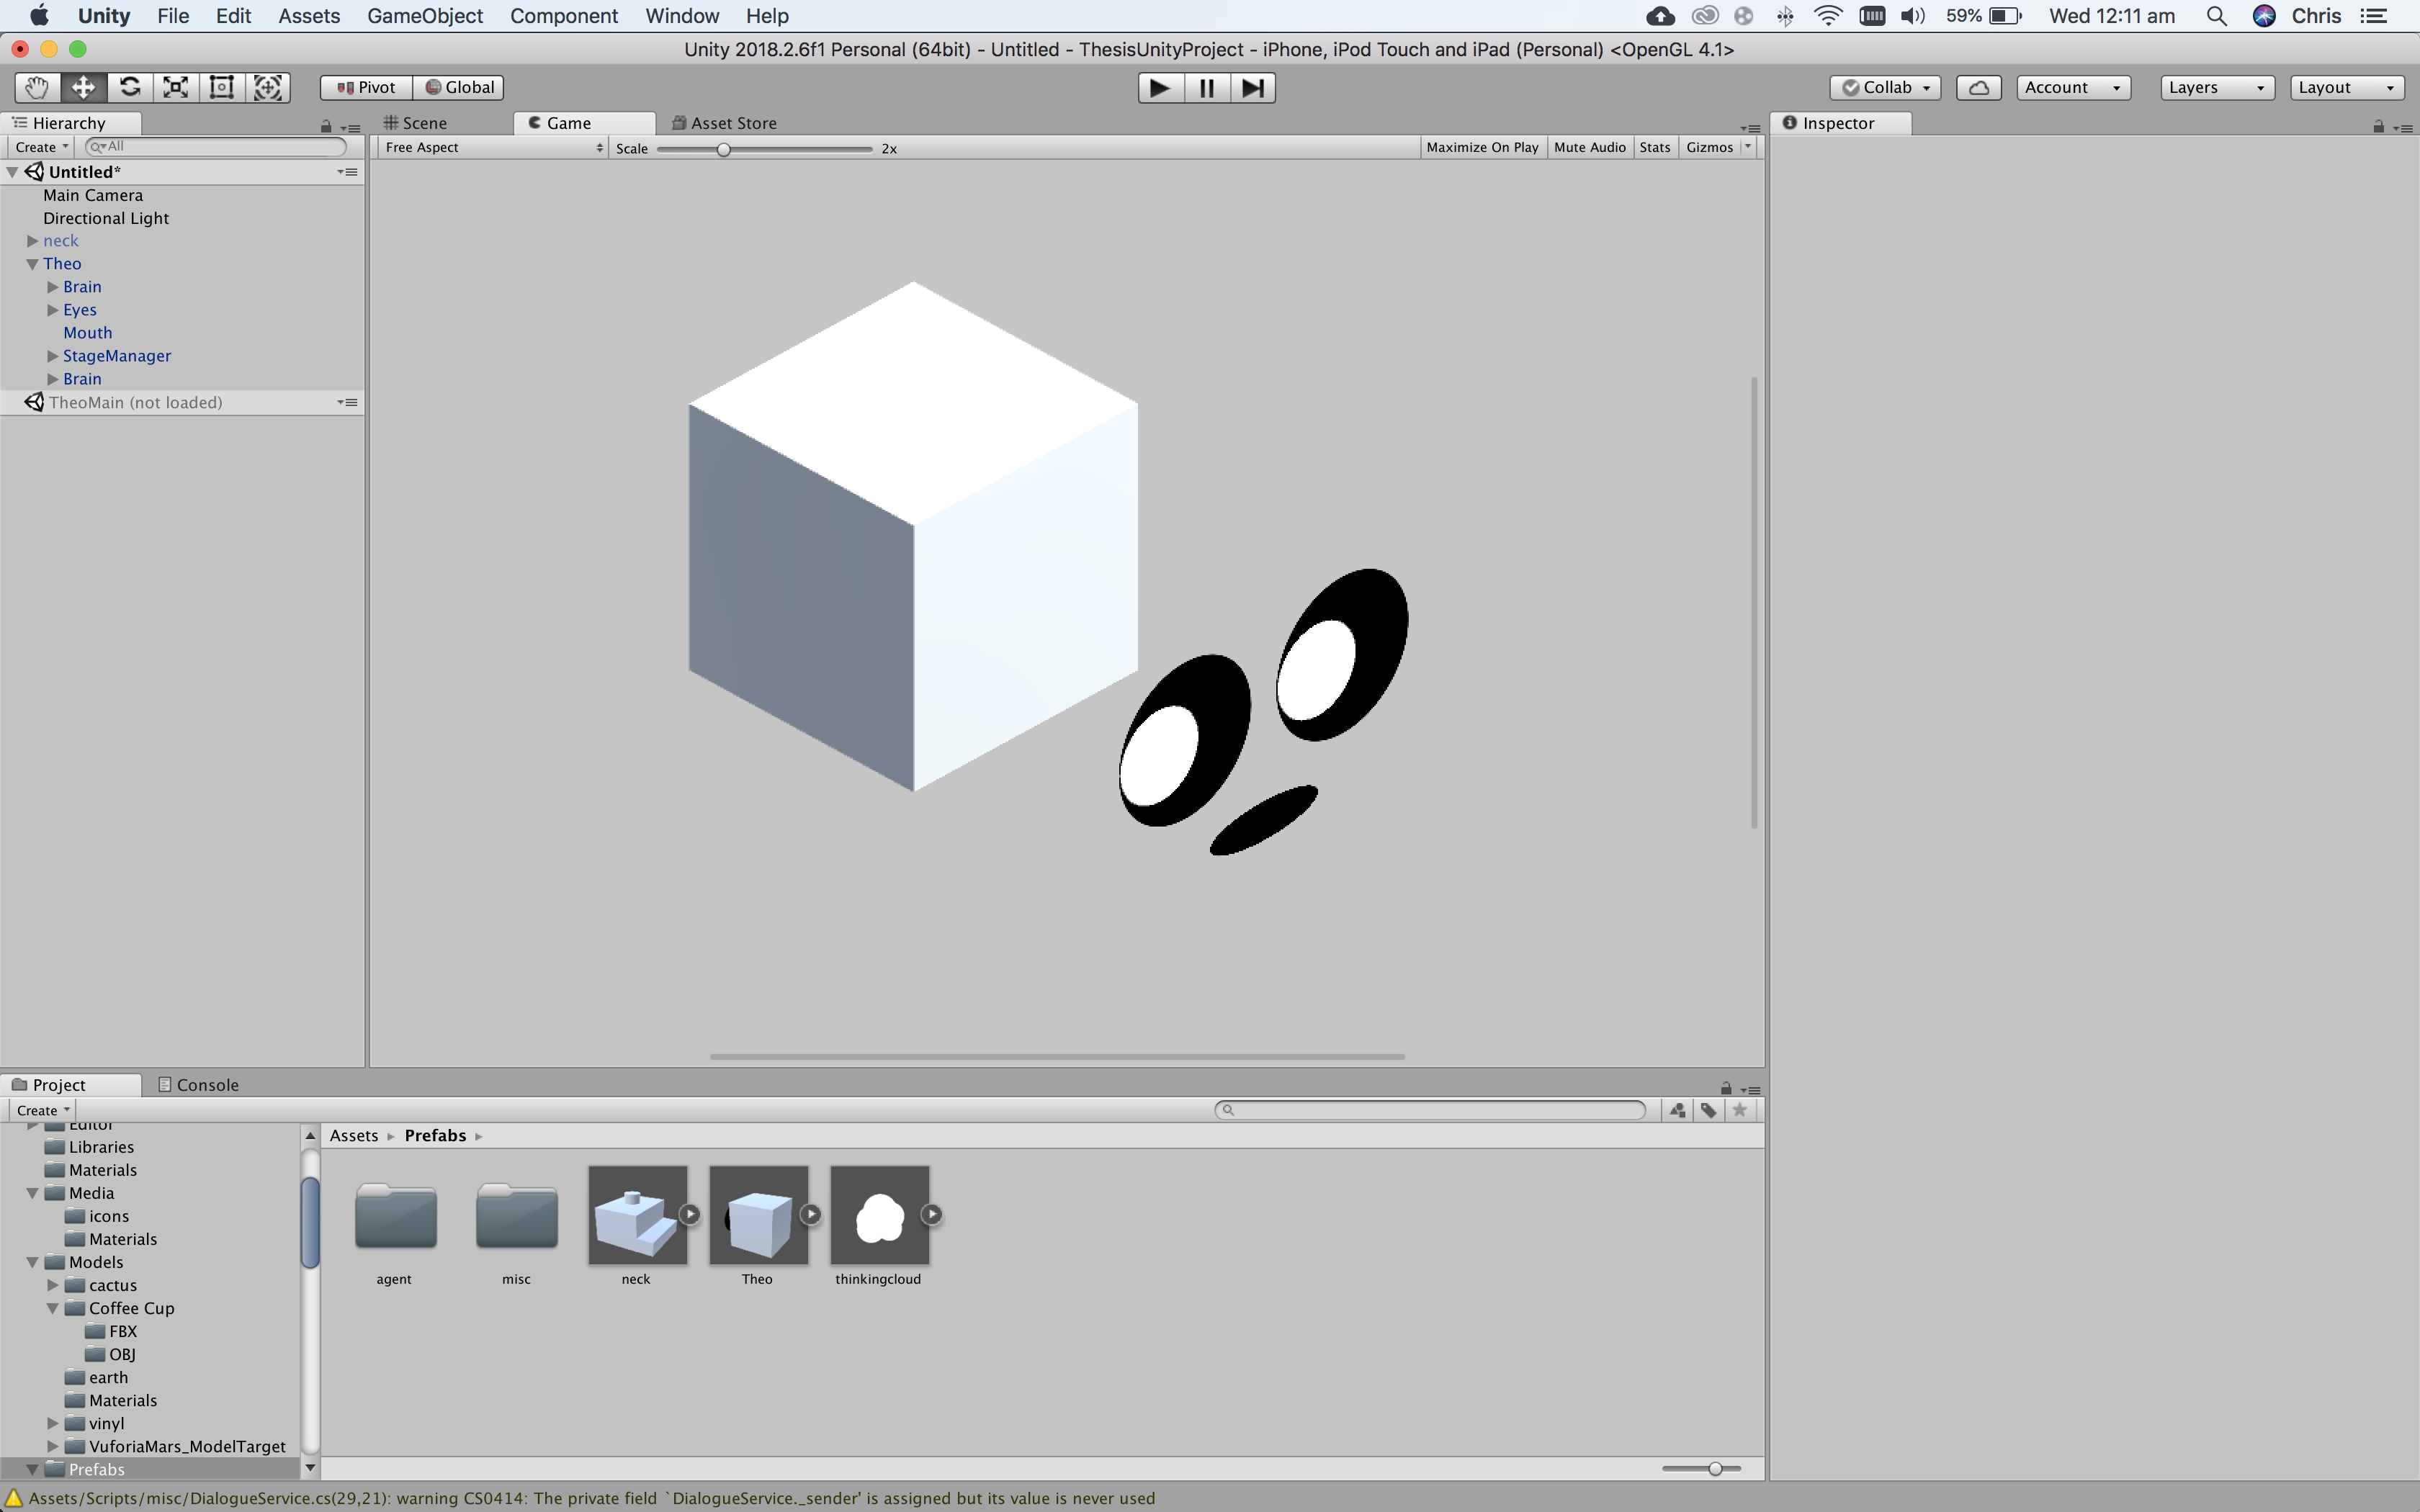 Unity File Edit Assets GameObject Component Window Help 59% Wed 12:11 am Chris
Unity 2018.2.6f1 Personal (64bit) - Untitled - ThesisUnityProject - iPhone, iPod Touch and iPad (Personal) <OpenGL 4.1>
Pivot Global Collab Account Layers Layout
Hierarchy Scene Game Asset Store Inspector
Create All Free Aspect Scale 2x Maximize On Play Mute Audio Stats Gizmos
Untitled*
Main Camera
Directional Light
neck
Theo
Brain
Eyes
Mouth
StageManager
Brain
TheoMain (not loaded)
Project Console
Create
Editor
Libraries
Materials
Media
icons
Materials
Models
cactus
Coffee Cup
FBX
OBJ
earth
Materials
vinyl
VuforiaMars_ModelTarget
Prefabs
Assets Prefabs
agent misc neck Theo thinkingcloud
Assets/Scripts/misc/DialogueService.cs(29,21): warning CS0414: The private field `DialogueService._sender' is assigned but its value is never used